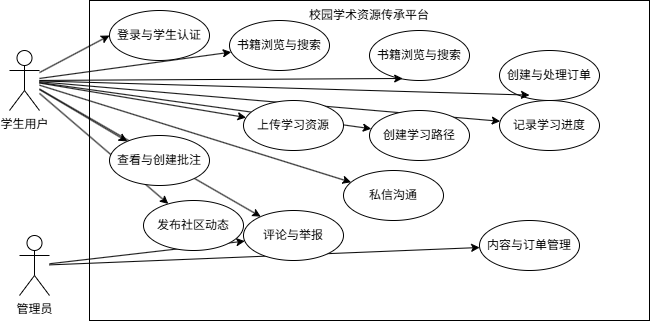 校园学术资源传承平台
登录与学生认证
书籍浏览与搜索
书籍浏览与搜索
创建与处理订单
学生用户
上传学习资源
创建学习路径
记录学习进度
查看与创建批注
私信沟通
发布社区动态
评论与举报
内容与订单管理
管理员